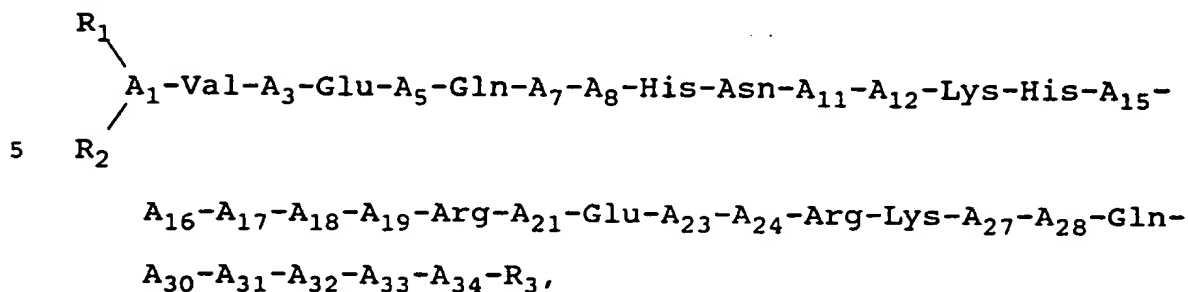 R₁
A₁-Val-A₃-Glu-A₅-Gln-A₇-A₈-His-Asn-A₁₁-A₁₂-Lys-His-A₁₅-
5 R₂
A₁₆-A₁₇-A₁₈-A₁₉-Arg-A₂₁-Glu-A₂₃-A₂₄-Arg-Lys-A₂₇-A₂₈-Gln-
A₃₀-A₃₁-A₃₂-A₃₃-A₃₄-R₃,